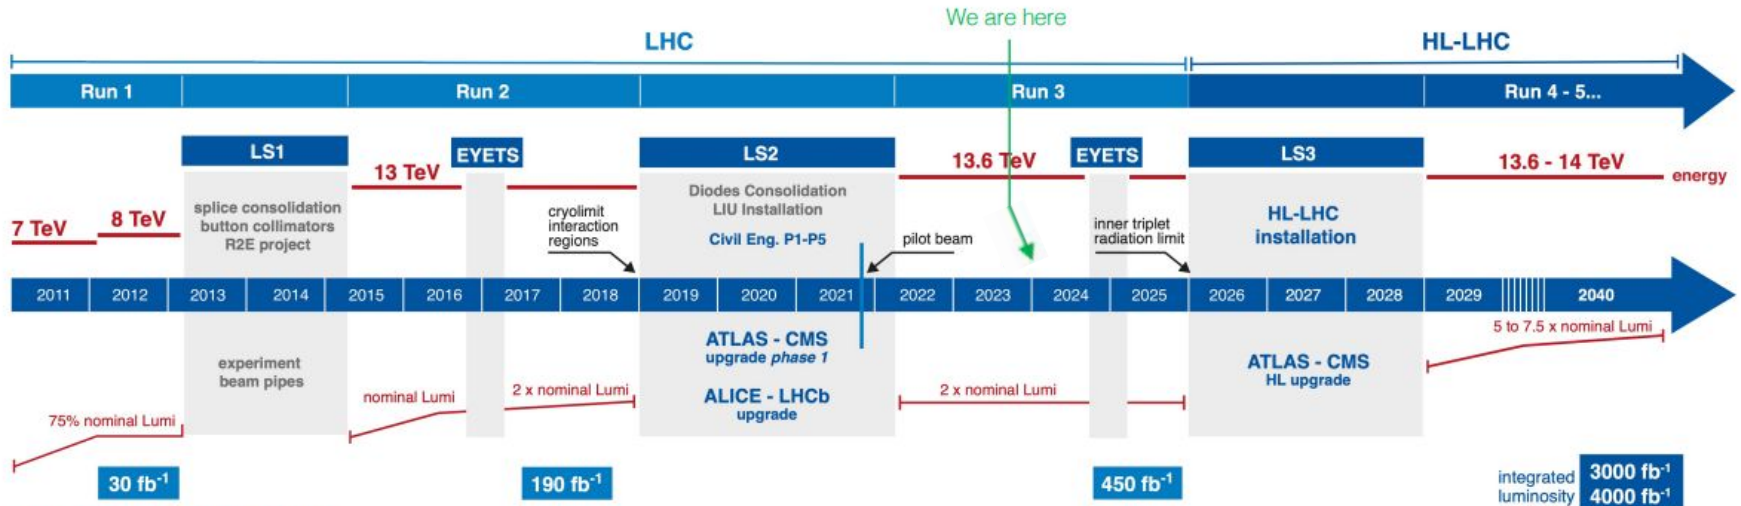 We are here
LHC
HL-LHC
Run 1
Run 2
Run 3
Run 4 - 5...
LS1
EYETS
LS2
EYETS
LS3
13 TeV
13.6 TeV
13.6 - 14 TeV
energy
7 TeV
8 TeV
splice consolidation
button collimators
R2E project
cryolimit
interaction
regions
Diodes Consolidation
LIU Installation
Civil Eng. P1-P5
pilot beam
inner triplet
radiation limit
HL-LHC
installation
2011
2012
2013
2014
2015
2016
2017
2018
2019
2020
2021
2022
2023
2024
2025
2026
2027
2028
2029
2040
5 to 7.5 x nominal Lumi
experiment
beam pipes
ATLAS - CMS
upgrade phase 1
ALICE - LHCb
upgrade
ATLAS - CMS
HL upgrade
75% nominal Lumi
nominal Lumi
2 x nominal Lumi
2 x nominal Lumi
30 fb⁻¹
190 fb⁻¹
450 fb⁻¹
integrated
luminosity
3000 fb⁻¹
4000 fb⁻¹